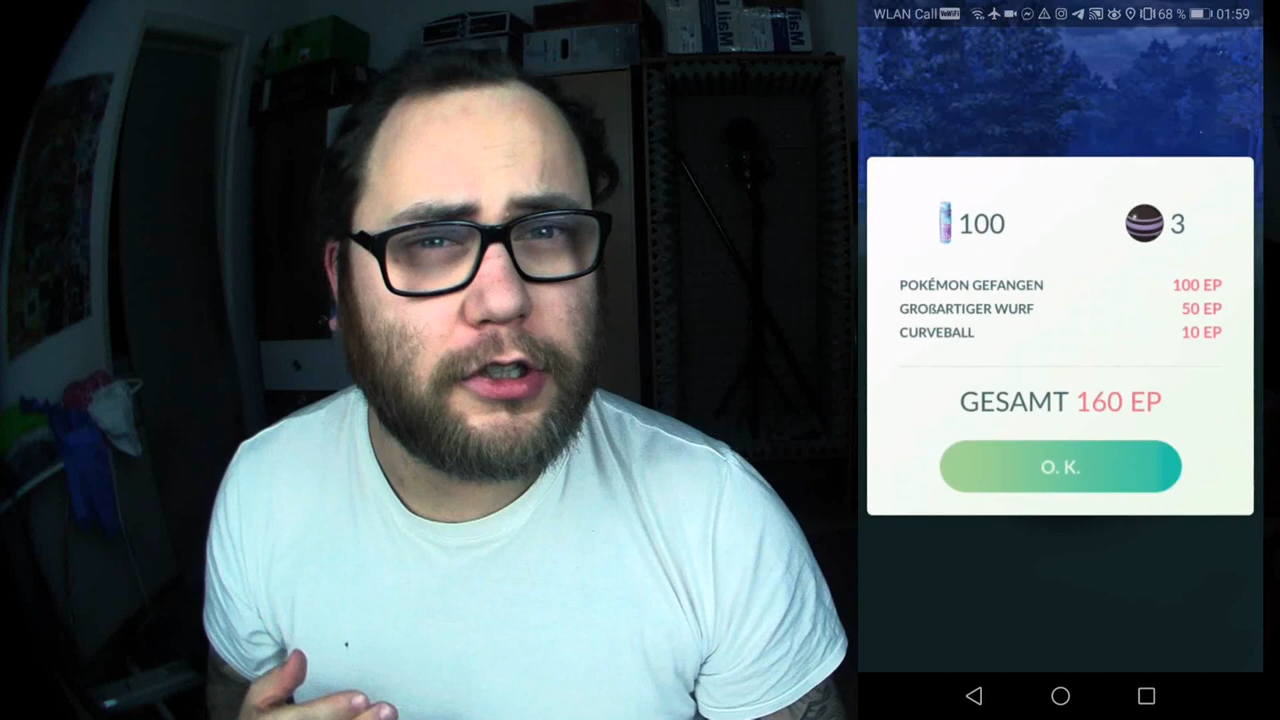 WLAN Call VoWiFi 68 % 01:59
100 3
POKÉMON GEFANGEN 100 EP
GROßARTIGER WURF 50 EP
CURVEBALL 10 EP
GESAMT 160 EP
O. K.